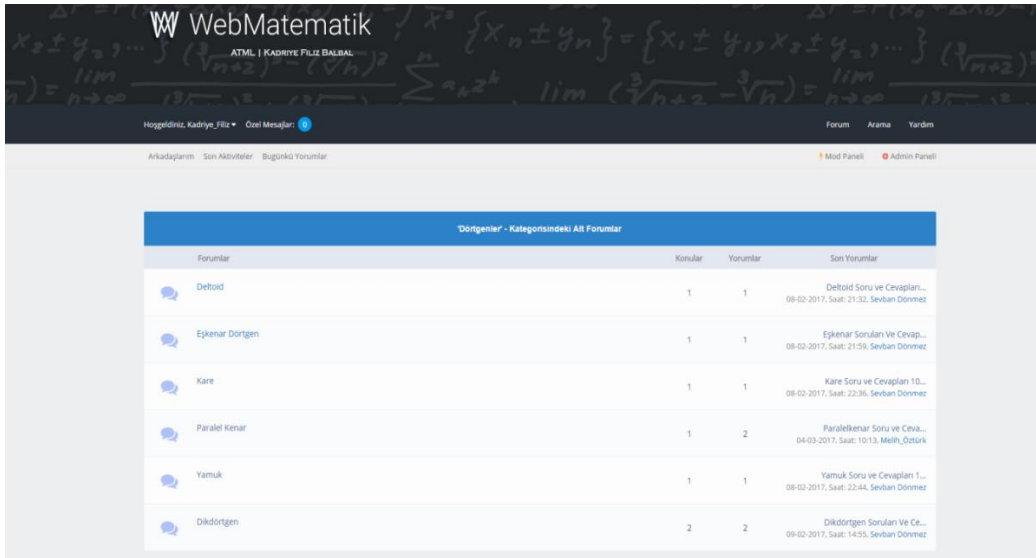 WebMatematik
ATML | KADRIYE FILIZ BALBAL
Hoşgeldiniz, Kadriye_Filiz Özel Mesajlar: 0 Forum Arama Yardım
Arkadaşlarım Son Aktiviteler Bugünkü Yorumlar Mod Paneli Admin Paneli
'Dörtgenler' - Kategorisindeki Alt Forumlar
Forumlar Konular Yorumlar Son Yorumlar
Deltoid 1 1 Deltoid Soru ve Cevapları...
08-02-2017, Saat: 21:32, Sevban Dönmez
Eşkenar Dörtgen 1 1 Eşkenar Soruları Ve Cevap...
08-02-2017, Saat: 21:59, Sevban Dönmez
Kare 1 1 Kare Soru ve Cevapları 10...
08-02-2017, Saat: 22:36, Sevban Dönmez
Paralel Kenar 1 2 Paralelkenar Soru ve Ceva...
04-03-2017, Saat: 10:13, Melih_Öztürk
Yamuk 1 1 Yamuk Soru ve Cevapları 1...
08-02-2017, Saat: 22:44, Sevban Dönmez
Dikdörtgen 2 2 Dikdörtgen Soruları Ve Ce...
09-02-2017, Saat: 14:55, Sevban Dönmez